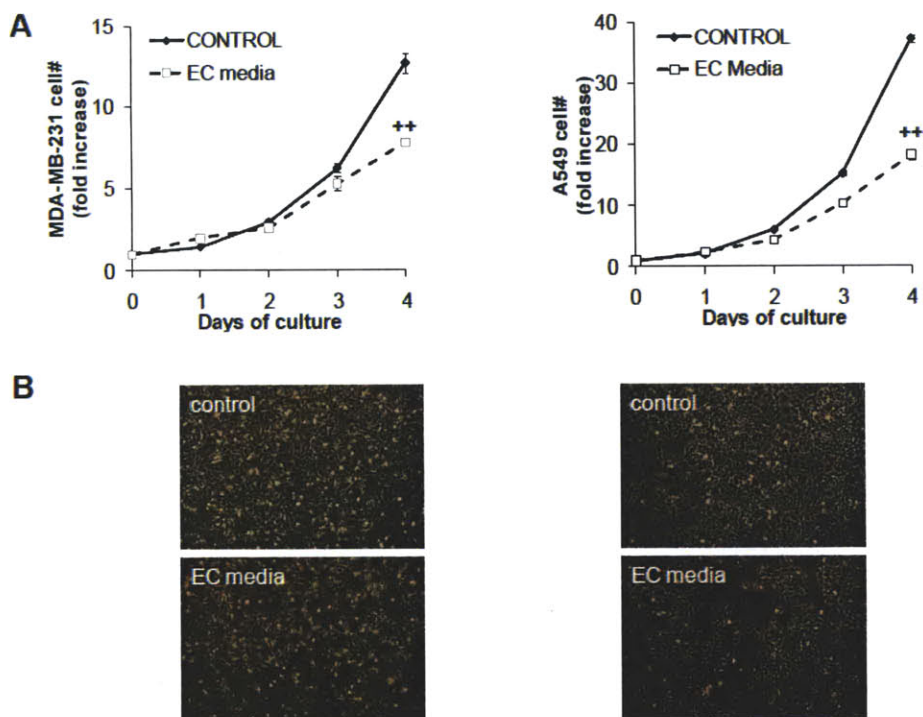 A
MDA-MB-231 cell#
(fold increase)
15
10
5
0
CONTROL
EC media
++
0 1 2 3 4
Days of culture
A549 cell#
(fold increase)
40
30
20
10
0
CONTROL
EC Media
++
0 1 2 3 4
Days of culture
B
control
control
EC media
EC media